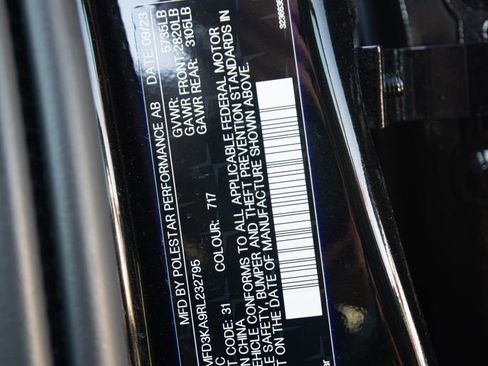 MFD BY POLESTAR PERFORMANCE AB DATE: 09/23
GVWR: 5735LB
GAWR FRONT: 2820LB
GAWR REAR: 3105LB
MFD3KA9RL232795 COLOUR: 717
CODE: 31
CHINA
CONFORMS TO ALL APPLICABLE FEDERAL MOTOR
SAFETY, BUMPER AND THEFT PREVENTION STANDARDS IN
ON THE DATE OF MANUFACTURE SHOWN ABOVE.